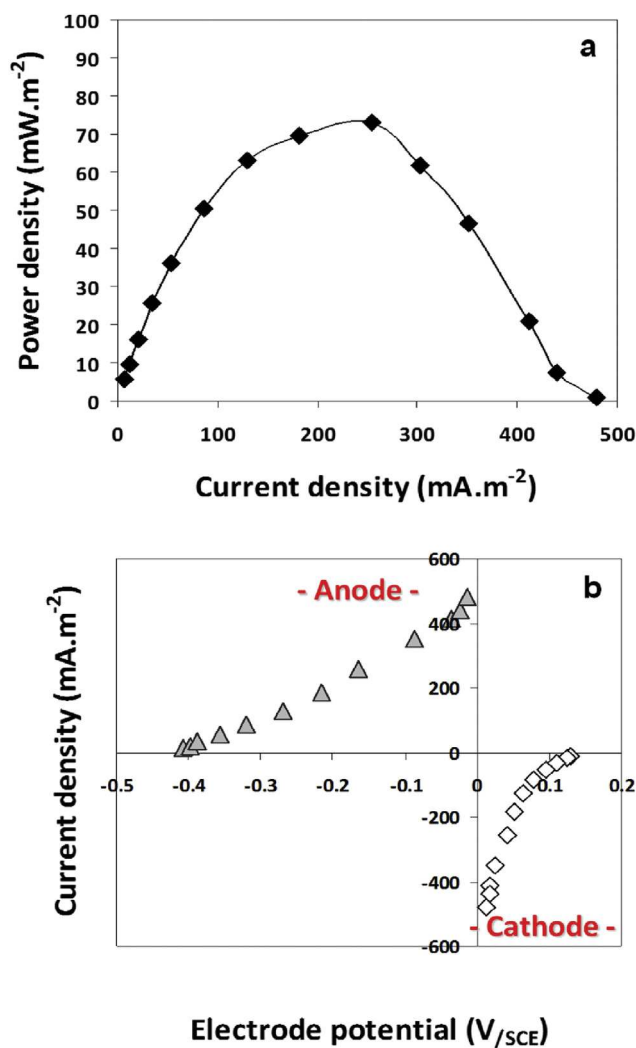 a
100
90
80
70
60
50
40
30
20
10
0
Power density (mW.m⁻²)
0 100 200 300 400 500
Current density (mA.m⁻²)
b
- Anode -
600
400
200
0
-200
-400
-600
Current density (mA.m⁻²)
-0.5 -0.4 -0.3 -0.2 -0.1 0 0.1 0.2
- Cathode -
Electrode potential (V/SCE)